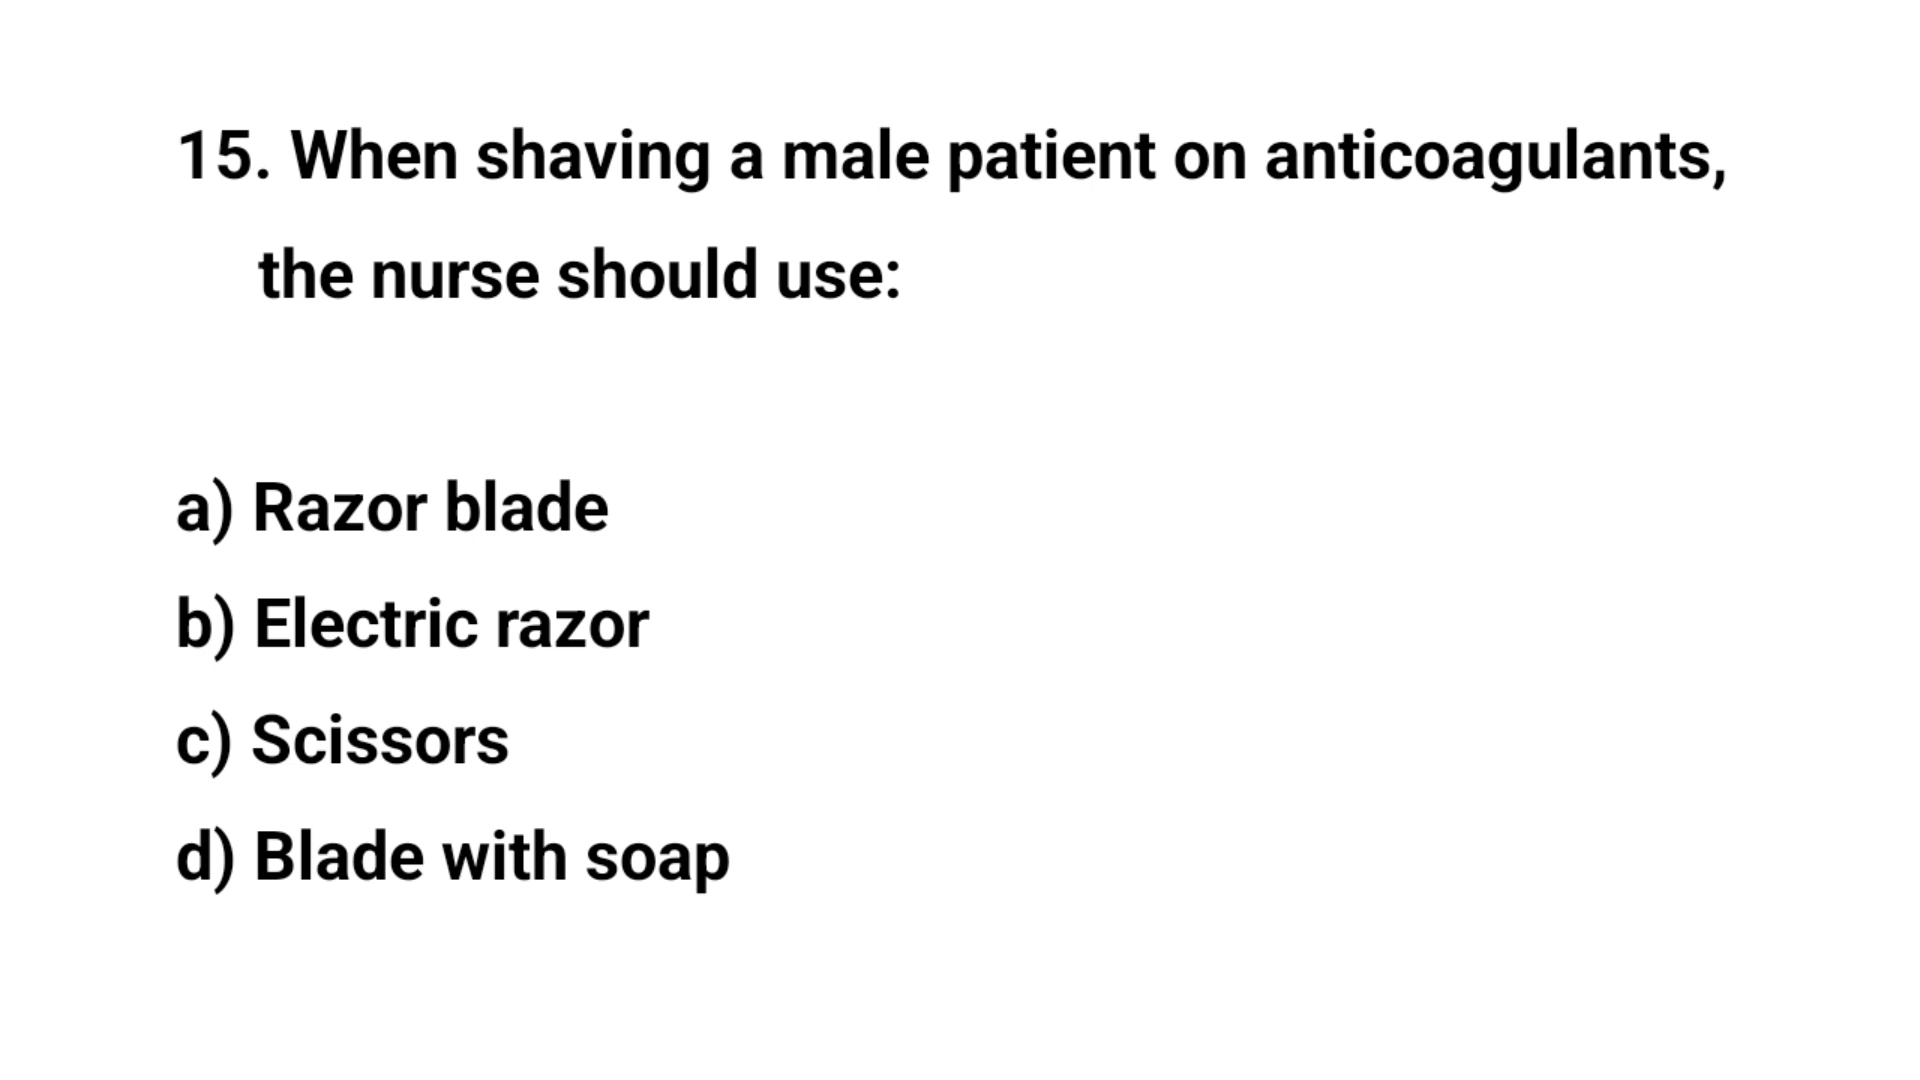 15. When shaving a male patient on anticoagulants,
the nurse should use:
a) Razor blade
b) Electric razor
c) Scissors
d) Blade with soap